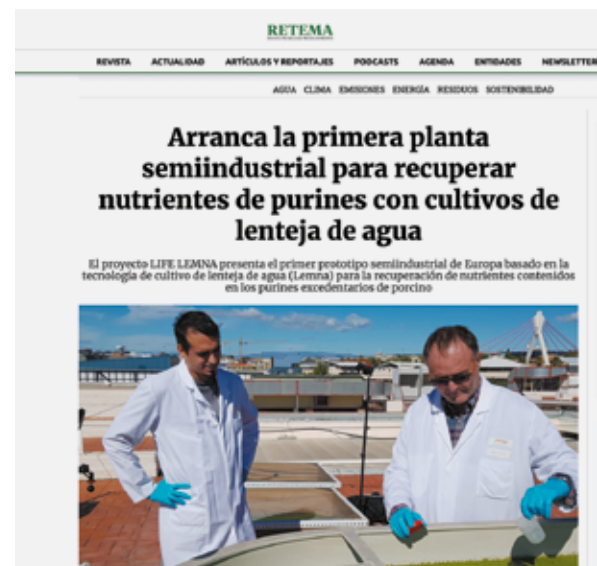 RETEMA
REVISTA ACTUALIDAD ARTÍCULOS Y REPORTAJES PODCASTS AGENDA ENTIDADES NEWSLETTER
AGUA CLIMA EMISIONES ENERGÍA RESIDUOS SOSTENIBILIDAD
Arranca la primera planta
semiindustrial para recuperar
nutrientes de purines con cultivos de
lenteja de agua
El proyecto LIFE LEMNA presenta el primer prototipo semiindustrial de Europa basado en la
tecnología de cultivo de lenteja de agua (Lemna) para la recuperación de nutrientes contenidos
en los purines excedentarios de porcino